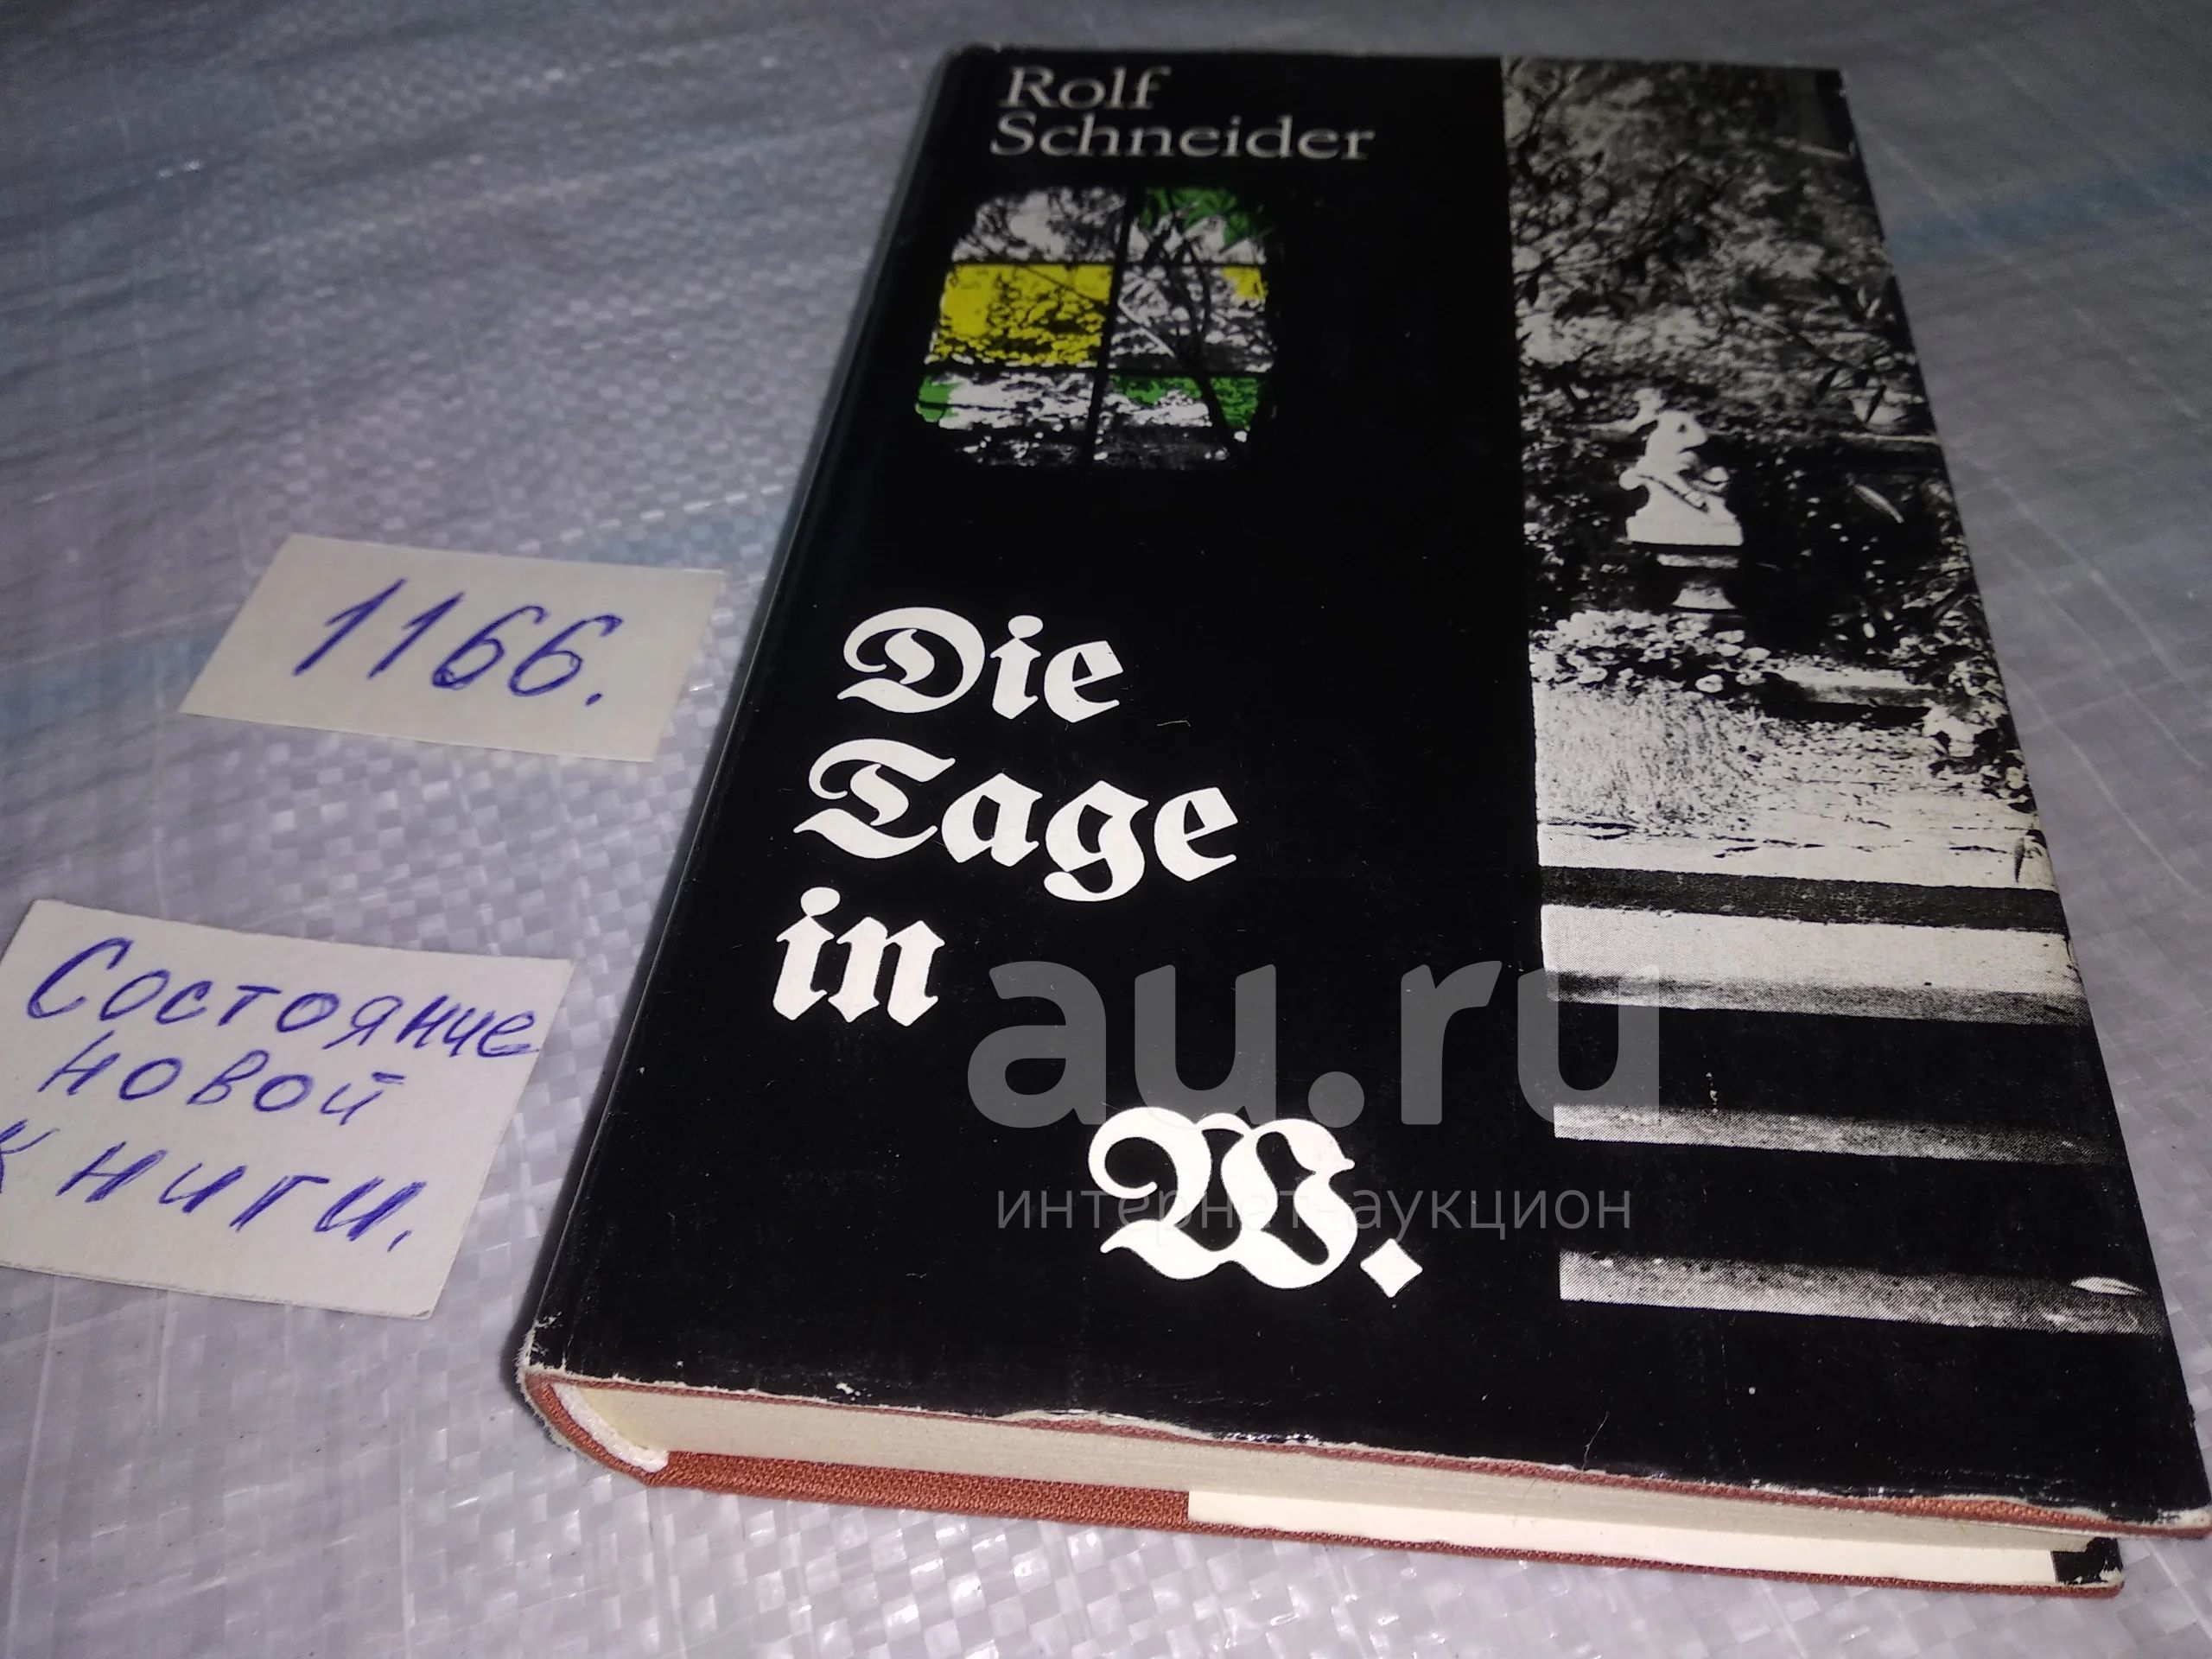 Rolf
Schneider
Die
Tage
in
W.
1166.
Состояние
новой
книги.
au.ru
интернет-аукцион